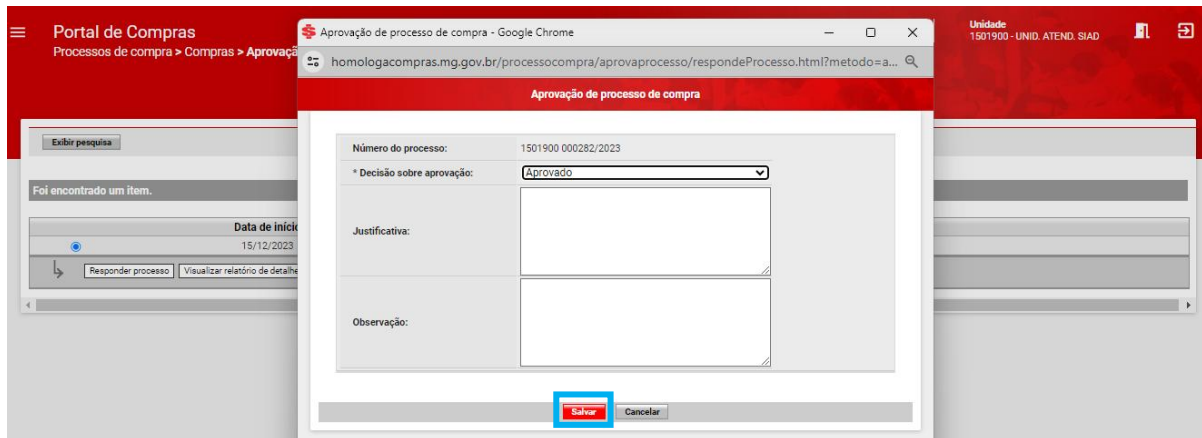 Portal de Compras
Processos de compra > Compras > Aprovaçã
Unidade
1501900 - UNID. ATEND. SIAD
Exibir pesquisa
Foi encontrado um item.
Data de início
15/12/2023
Responder processo
Visualizar relatório de detalhe
Aprovação de processo de compra - Google Chrome
homologacompras.mg.gov.br/processocompra/aprovaprocesso/respondeProcesso.html?metodo=a...
Aprovação de processo de compra
Número do processo: 1501900 000282/2023
* Decisão sobre aprovação: Aprovado
Justificativa:
Observação:
Salvar Cancelar